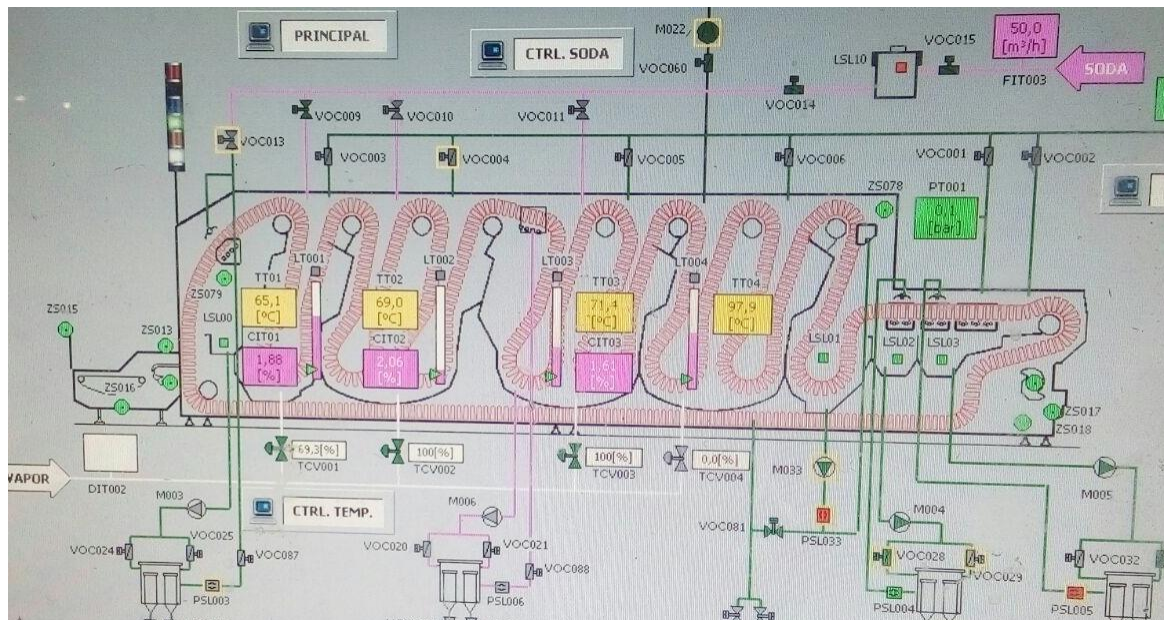 PRINCIPAL
CTRL. SODA
M022
VOC060
LSL10
VOC015
50,0
[m³/h]
FIT003
SODA
VOC014
VOC009
VOC010
VOC011
VOC013
VOC003
VOC004
VOC005
VOC006
VOC001
VOC002
ZS078
PT001
0,1
[bar]
ZS079
LSL00
TT01
65,1
[ºC]
CIT01
1,88
[%]
LT001
TT02
69,0
[ºC]
CIT02
2,06
[%]
LT002
LT003
TT03
71,4
[ºC]
CIT03
1,61
[%]
LT004
TT04
97,9
[ºC]
LSL01
LSL02
LSL03
ZS015
ZS013
ZS016
ZS017
ZS018
69,3[%]
TCV001
100[%]
TCV002
100[%]
TCV003
0,0[%]
TCV004
VAPOR
DIT002
CTRL. TEMP.
M003
VOC024
VOC025
VOC087
PSL003
M006
VOC020
VOC021
VOC088
PSL006
M033
VOC081
PSL033
M004
VOC028
VOC029
PSL004
M005
VOC032
PSL005